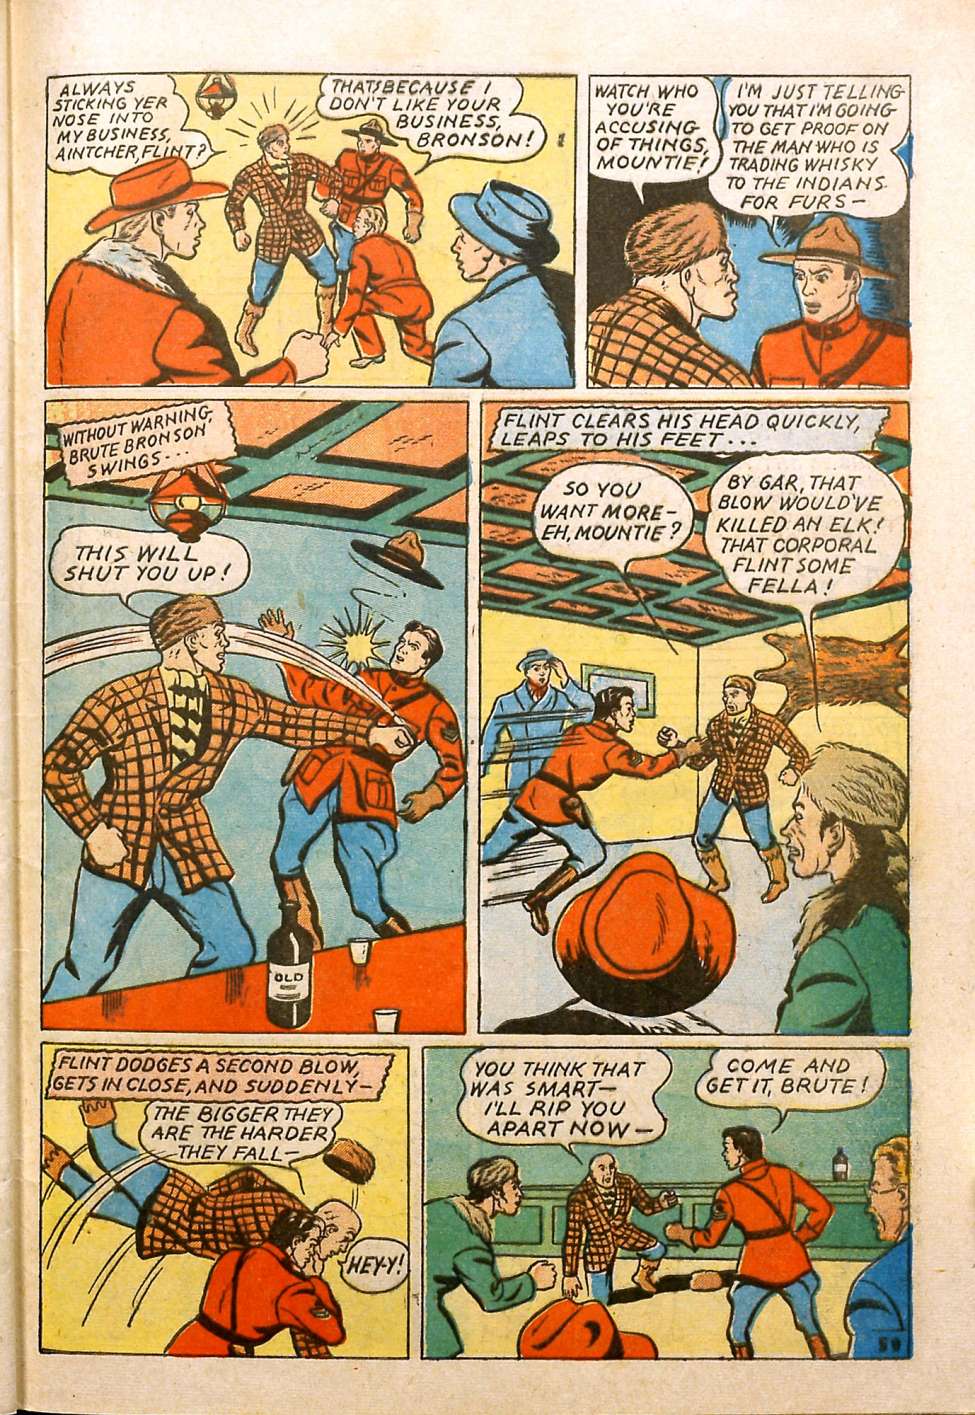 ALWAYS
STICKING YER
NOSE INTO
MY BUSINESS,
AINTCHER, FLINT?
THATS BECAUSE I
DON'T LIKE YOUR
BUSINESS,
BRONSON!
WATCH WHO
YOU'RE
ACCUSING
OF THINGS,
MOUNTIE!
I'M JUST TELLING
YOU THAT I'M GOING
TO GET PROOF ON
THE MAN WHO IS
TRADING WHISKY
TO THE INDIANS
FOR FURS—
WITHOUT WARNING,
BRUTE BRONSON
SWINGS...
THIS WILL
SHUT YOU UP!
OLD
FLINT CLEARS HIS HEAD QUICKLY,
LEAPS TO HIS FEET...
SO YOU
WANT MORE—
EH, MOUNTIE?
BY GAR, THAT
BLOW WOULD'VE
KILLED AN ELK!
THAT CORPORAL
FLINT SOME
FELLA!
FLINT DODGES A SECOND BLOW,
GETS IN CLOSE, AND SUDDENLY—
THE BIGGER THEY
ARE THE HARDER
THEY FALL—
HEY-Y!
YOU THINK THAT
WAS SMART—
I'LL RIP YOU
APART NOW—
COME AND
GET IT, BRUTE!
59